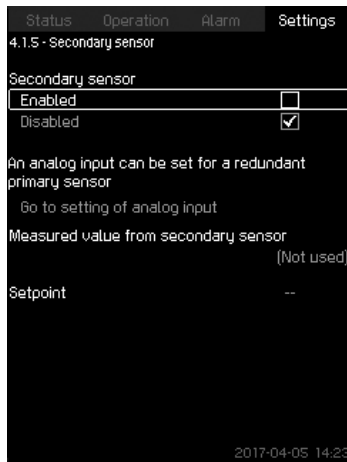 Status Operation Alarm Settings
4.1.5 - Secondary sensor
Secondary sensor
Enabled
Disabled
An analog input can be set for a redundant
primary sensor
Go to setting of analog input
Measured value from secondary sensor
(Not used)
Setpoint --
2017-04-05 14:23